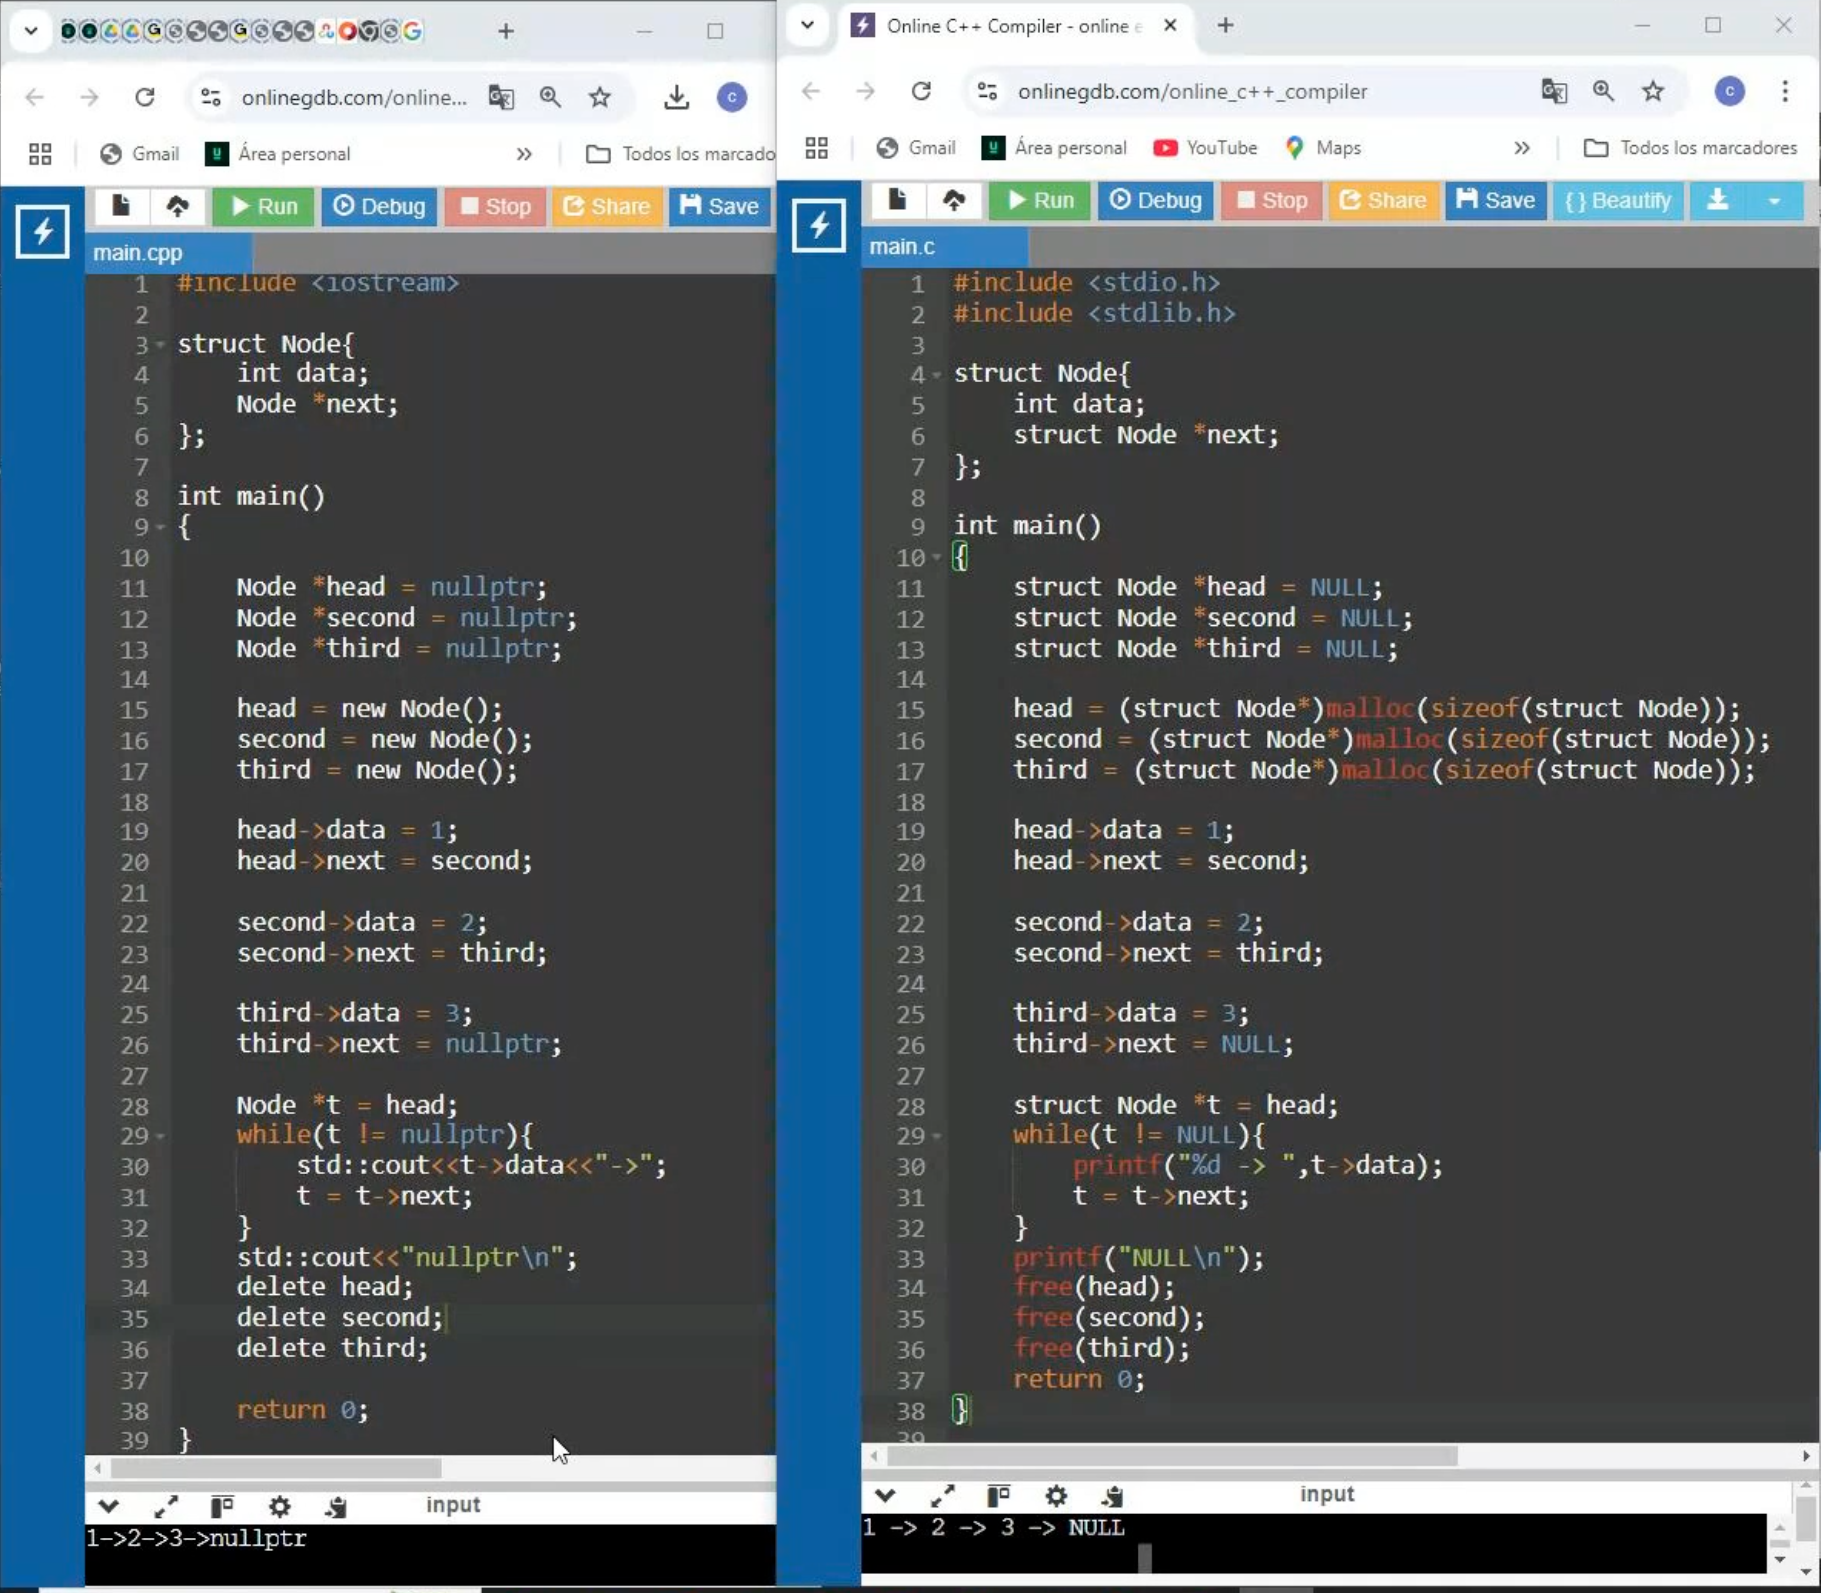 onlinegdb.com/online...
Gmail
Área personal
»
Todos los marcado
Run
Debug
Stop
Share
Save
main.cpp
1 #include <iostream>
2
3 struct Node{
4 int data;
5 Node *next;
6 };
7
8 int main()
9 {
10
11 Node *head = nullptr;
12 Node *second = nullptr;
13 Node *third = nullptr;
14
15 head = new Node();
16 second = new Node();
17 third = new Node();
18
19 head->data = 1;
20 head->next = second;
21
22 second->data = 2;
23 second->next = third;
24
25 third->data = 3;
26 third->next = nullptr;
27
28 Node *t = head;
29 while(t != nullptr){
30 std::cout<<t->data<<"->";
31 t = t->next;
32 }
33 std::cout<<"nullptr\n";
34 delete head;
35 delete second;
36 delete third;
37
38 return 0;
39 }
input
1->2->3->nullptr
Online C++ Compiler - online e
onlinegdb.com/online_c++_compiler
c
Gmail
Área personal
YouTube
Maps
»
Todos los marcadores
Run
Debug
Stop
Share
Save
{ } Beautify
main.c
1 #include <stdio.h>
2 #include <stdlib.h>
3
4 struct Node{
5 int data;
6 struct Node *next;
7 };
8
9 int main()
10 {
11 struct Node *head = NULL;
12 struct Node *second = NULL;
13 struct Node *third = NULL;
14
15 head = (struct Node*)malloc(sizeof(struct Node));
16 second = (struct Node*)malloc(sizeof(struct Node));
17 third = (struct Node*)malloc(sizeof(struct Node));
18
19 head->data = 1;
20 head->next = second;
21
22 second->data = 2;
23 second->next = third;
24
25 third->data = 3;
26 third->next = NULL;
27
28 struct Node *t = head;
29 while(t != NULL){
30 printf("%d -> ",t->data);
31 t = t->next;
32 }
33 printf("NULL\n");
34 free(head);
35 free(second);
36 free(third);
37 return 0;
38 }
39
input
1 -> 2 -> 3 -> NULL